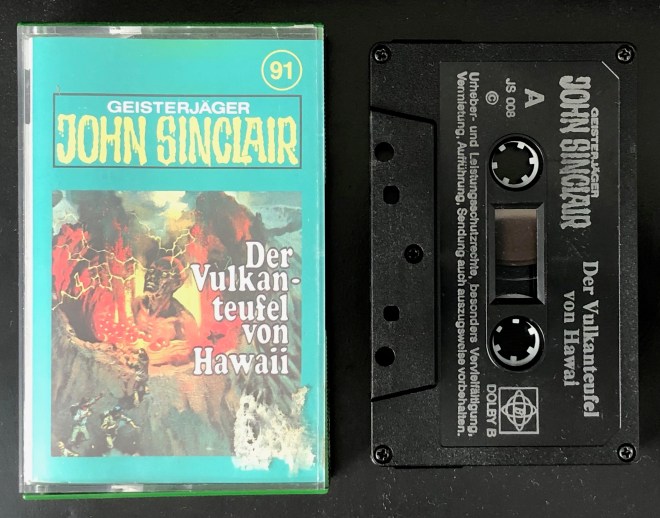 91
GEISTERJÄGER
JOHN SINCLAIR
Der
Vulkan-
teufel
von
Hawaii
GEISTERJÄGER
JOHN SINCLAIR
Der Vulkanteufel
von Hawai
A
JS 008
©
Urheber- und Leistungsschutzrechte, besonders Vervielfältigung,
Vermietung, Aufführung, Sendung auch auszugsweise vorbehalten.
DOLBY B